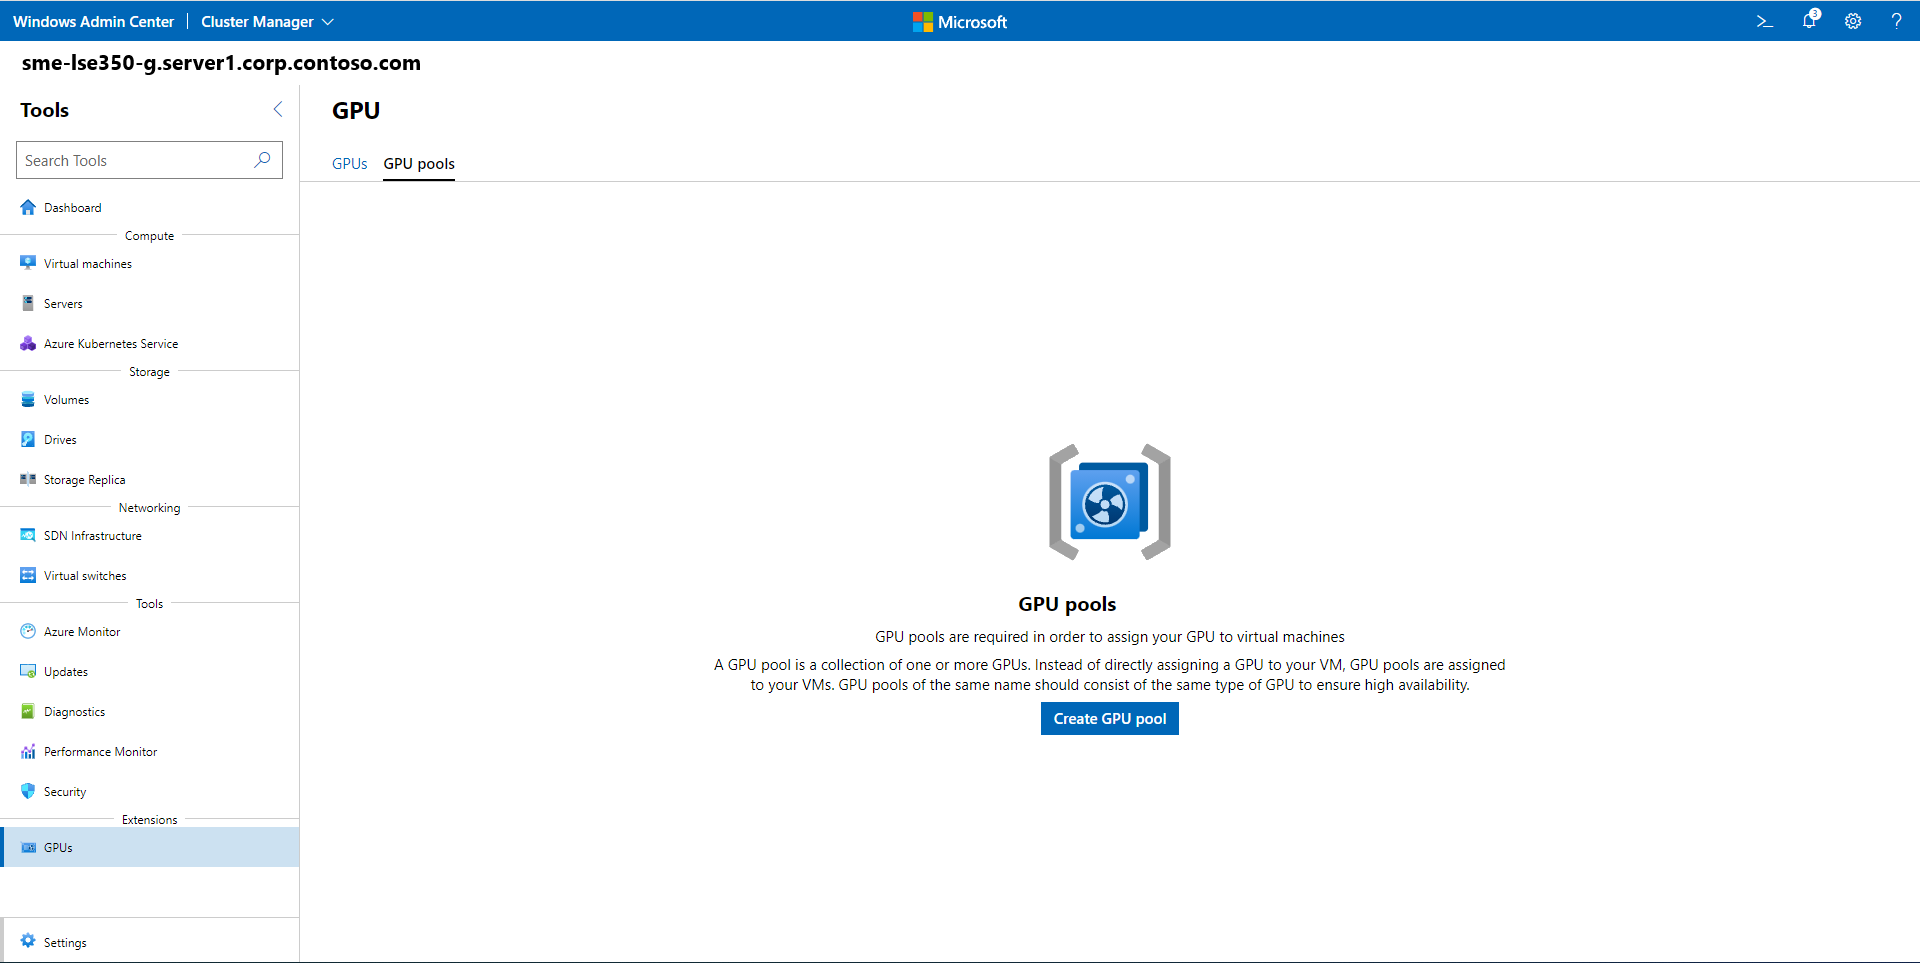 Windows Admin Center | Cluster Manager
Microsoft
3
sme-lse350-g.server1.corp.contoso.com
Tools
Search Tools
Dashboard
Compute
Virtual machines
Servers
Azure Kubernetes Service
Storage
Volumes
Drives
Storage Replica
Networking
SDN Infrastructure
Virtual switches
Tools
Azure Monitor
Updates
Diagnostics
Performance Monitor
Security
Extensions
GPUs
Settings
GPU
GPUs GPU pools
GPU pools
GPU pools are required in order to assign your GPU to virtual machines
A GPU pool is a collection of one or more GPUs. Instead of directly assigning a GPU to your VM, GPU pools are assigned
to your VMs. GPU pools of the same name should consist of the same type of GPU to ensure high availability.
Create GPU pool